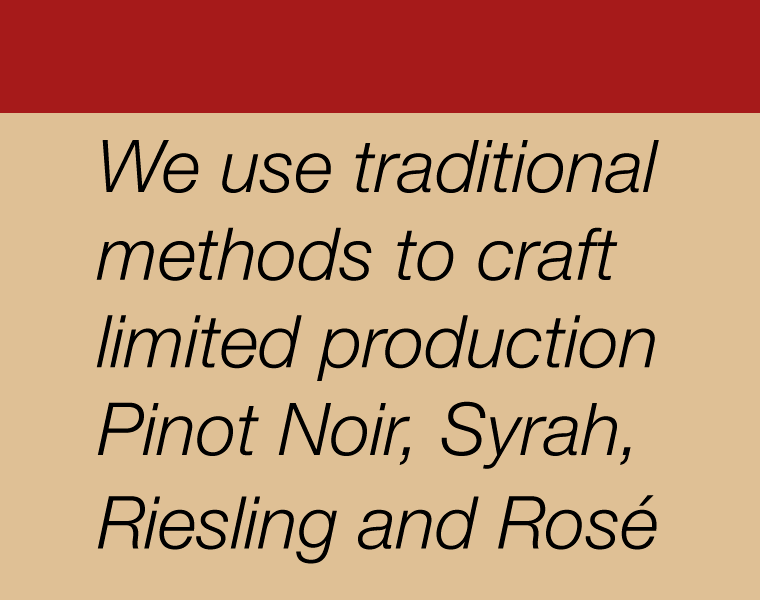 We use traditional
methods to craft
limited production
Pinot Noir, Syrah,
Riesling and Rosé